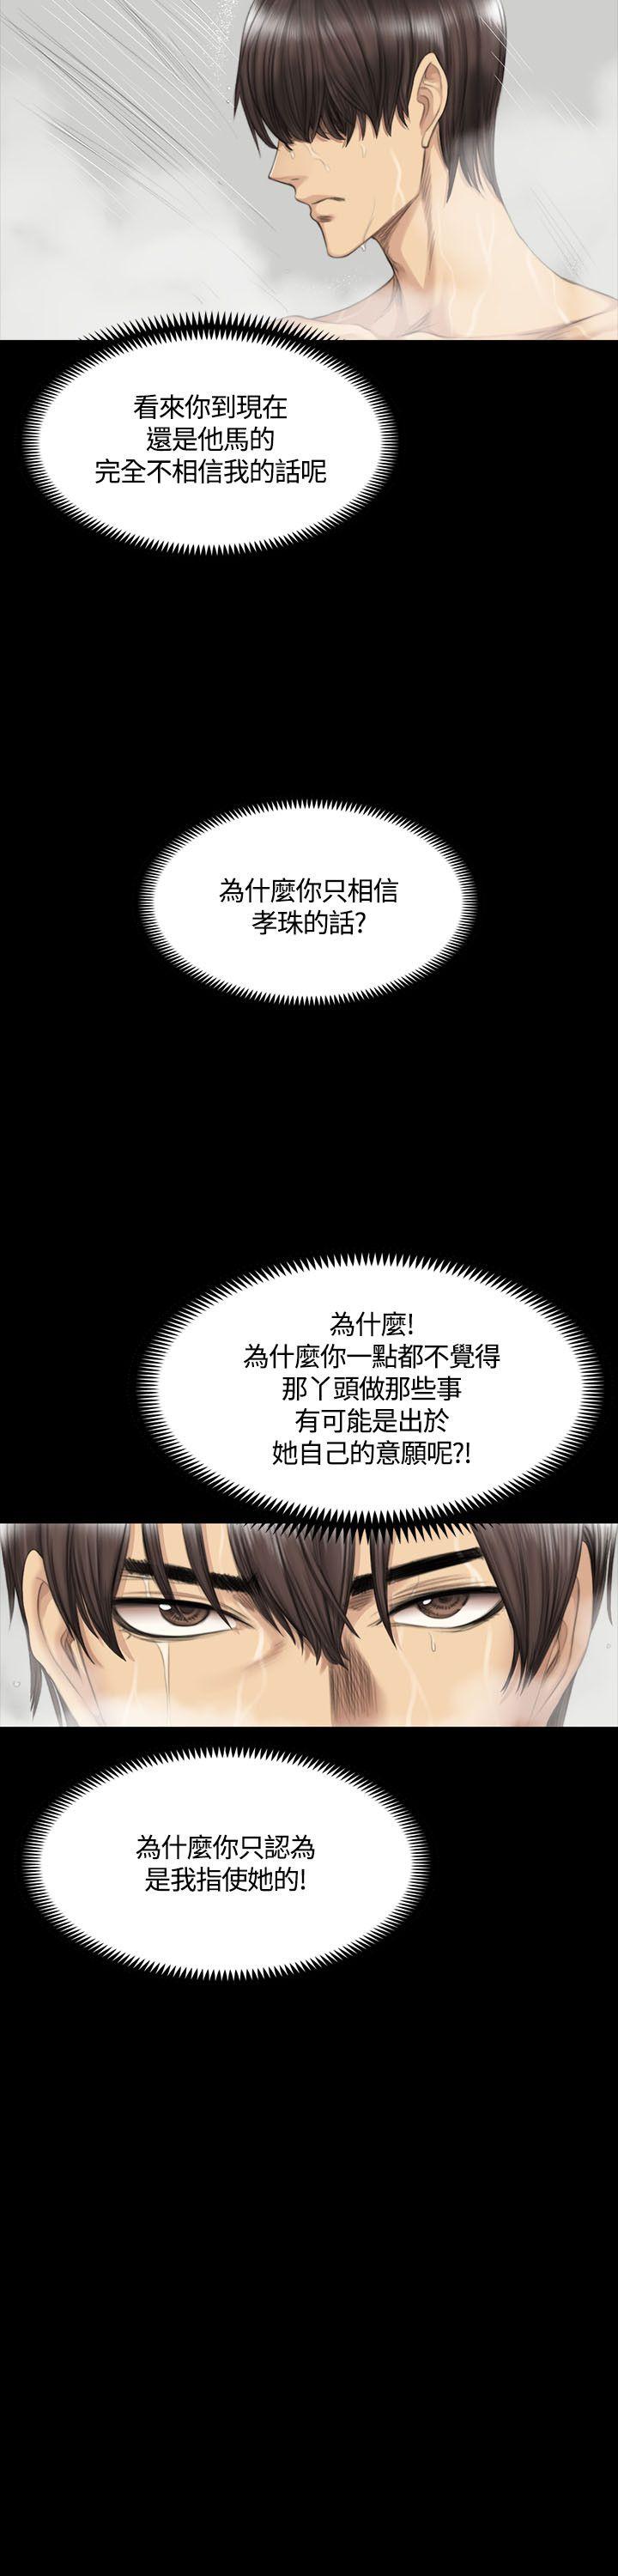 看來你到現在
還是他馬的
完全不相信我的話呢
為什麼你只相信
孝珠的話?
為什麼!
為什麼你一點都不覺得
那丫頭做那些事
有可能是出於
她自己的意願呢?!
為什麼你只認為
是我指使她的!